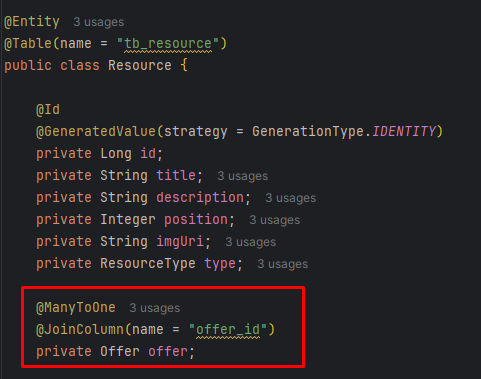 @Entity 3 usages
@Table(name = "tb_resource")
public class Resource {
@Id
@GeneratedValue(strategy = GenerationType.IDENTITY)
private Long id;
private String title; 3 usages
private String description; 3 usages
private Integer position; 3 usages
private String imgUri; 3 usages
private ResourceType type; 3 usages
@ManyToOne 3 usages
@JoinColumn(name = "offer_id")
private Offer offer;